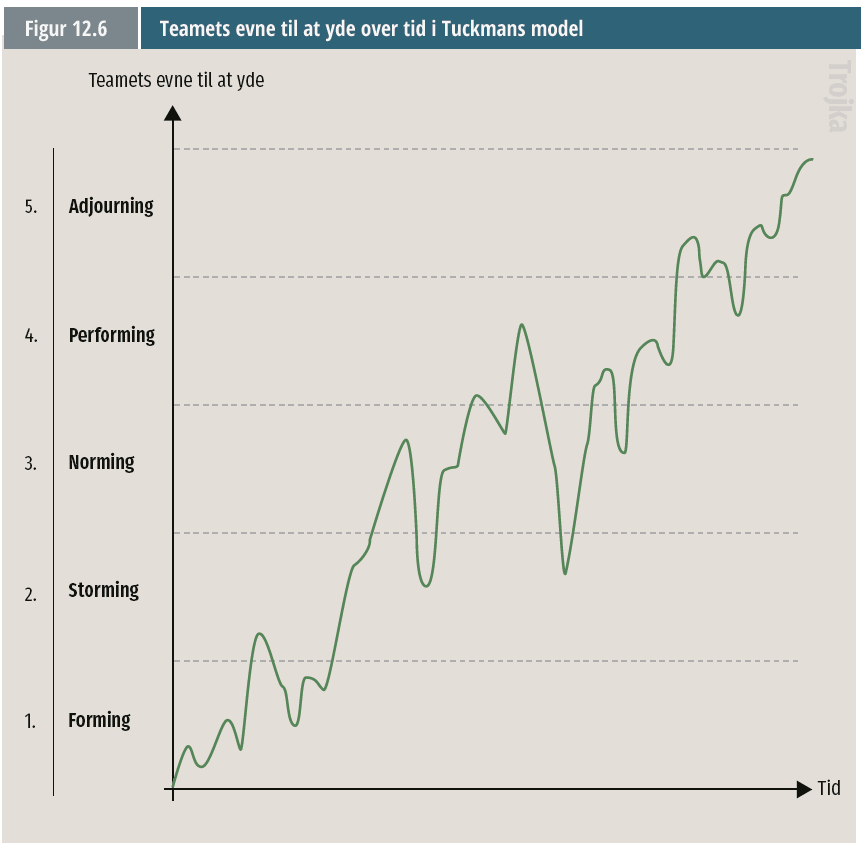 Figur 12.6
Teamets evne til at yde over tid i Tuckmans model
Trojka
Teamets evne til at yde
5. Adjourning
4. Performing
3. Norming
2. Storming
1. Forming
Tid